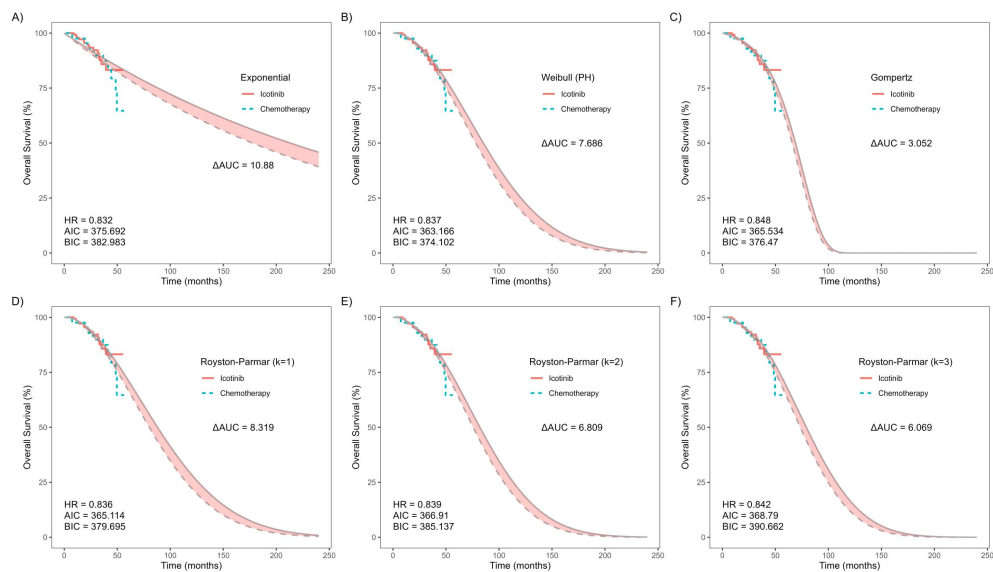 A)
Overall Survival (%)
100
75
50
25
0
Exponential
Icotinib
Chemotherapy
ΔAUC = 10.88
HR = 0.832
AIC = 375.692
BIC = 382.983
0 50 100 150 200 250
Time (months)
B)
Overall Survival (%)
100
75
50
25
0
Weibull (PH)
Icotinib
Chemotherapy
ΔAUC = 7.686
HR = 0.837
AIC = 363.166
BIC = 374.102
0 50 100 150 200 250
Time (months)
C)
Overall Survival (%)
100
75
50
25
0
Gompertz
Icotinib
Chemotherapy
ΔAUC = 3.052
HR = 0.848
AIC = 365.534
BIC = 376.47
0 50 100 150 200 250
Time (months)
D)
Overall Survival (%)
100
75
50
25
0
Royston-Parmar (k=1)
Icotinib
Chemotherapy
ΔAUC = 8.319
HR = 0.836
AIC = 365.114
BIC = 379.695
0 50 100 150 200 250
Time (months)
E)
Overall Survival (%)
100
75
50
25
0
Royston-Parmar (k=2)
Icotinib
Chemotherapy
ΔAUC = 6.809
HR = 0.839
AIC = 366.91
BIC = 385.137
0 50 100 150 200 250
Time (months)
F)
Overall Survival (%)
100
75
50
25
0
Royston-Parmar (k=3)
Icotinib
Chemotherapy
ΔAUC = 6.069
HR = 0.842
AIC = 368.79
BIC = 390.662
0 50 100 150 200 250
Time (months)